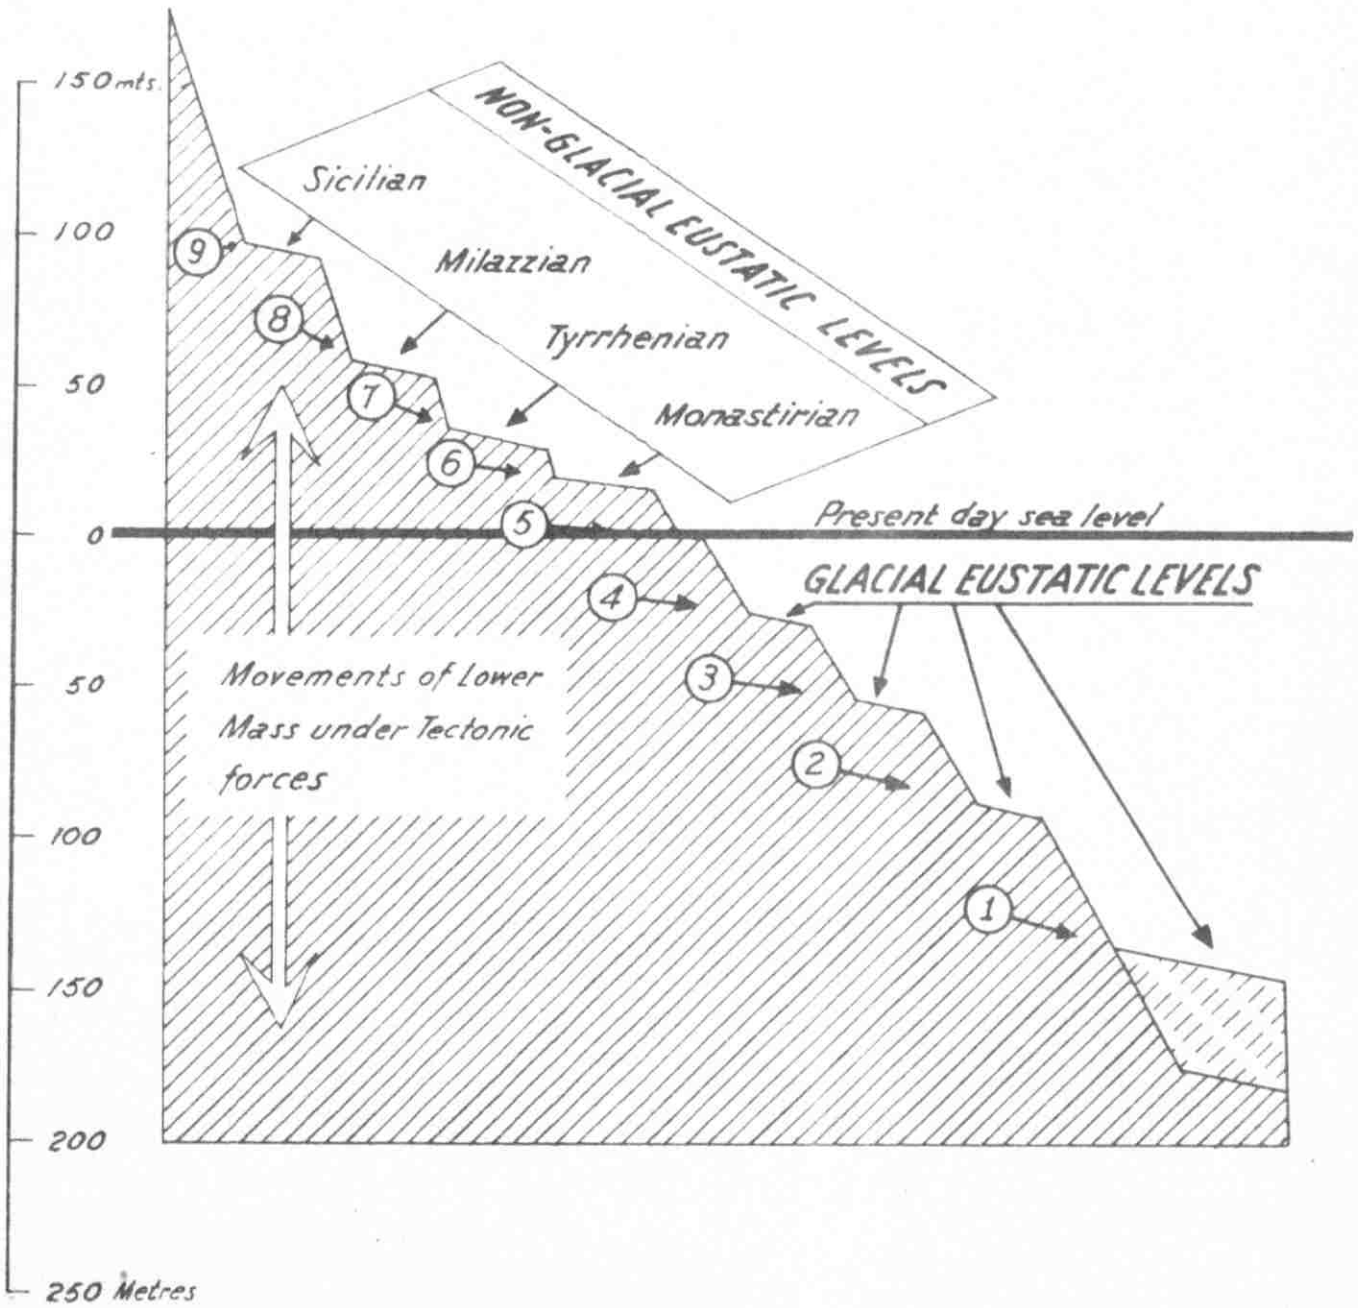 150 mts.
100
50
0
50
100
150
200
250 Metres
NON-GLACIAL EUSTATIC LEVELS
Sicilian
Milazzian
Tyrrhenian
Monastirian
9
8
7
6
5
4
3
2
1
Present day sea level
GLACIAL EUSTATIC LEVELS
Movements of Lower
Mass under Tectonic
forces